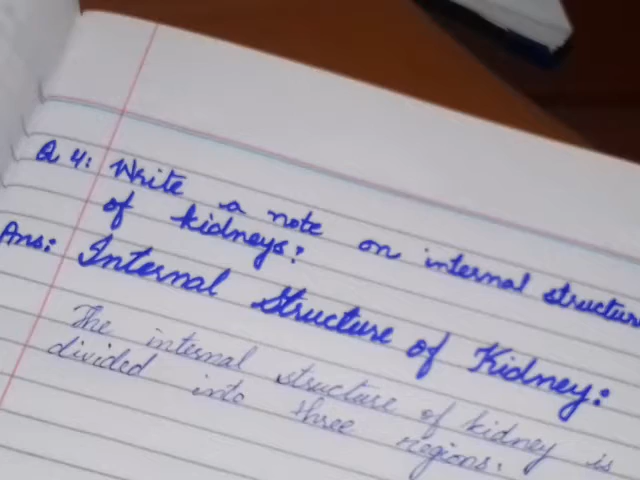 Q 4: Write a note on internal structure
of kidneys?
Ans: Internal Structure of Kidney:
The internal structure of kidney is
divided into three regions.